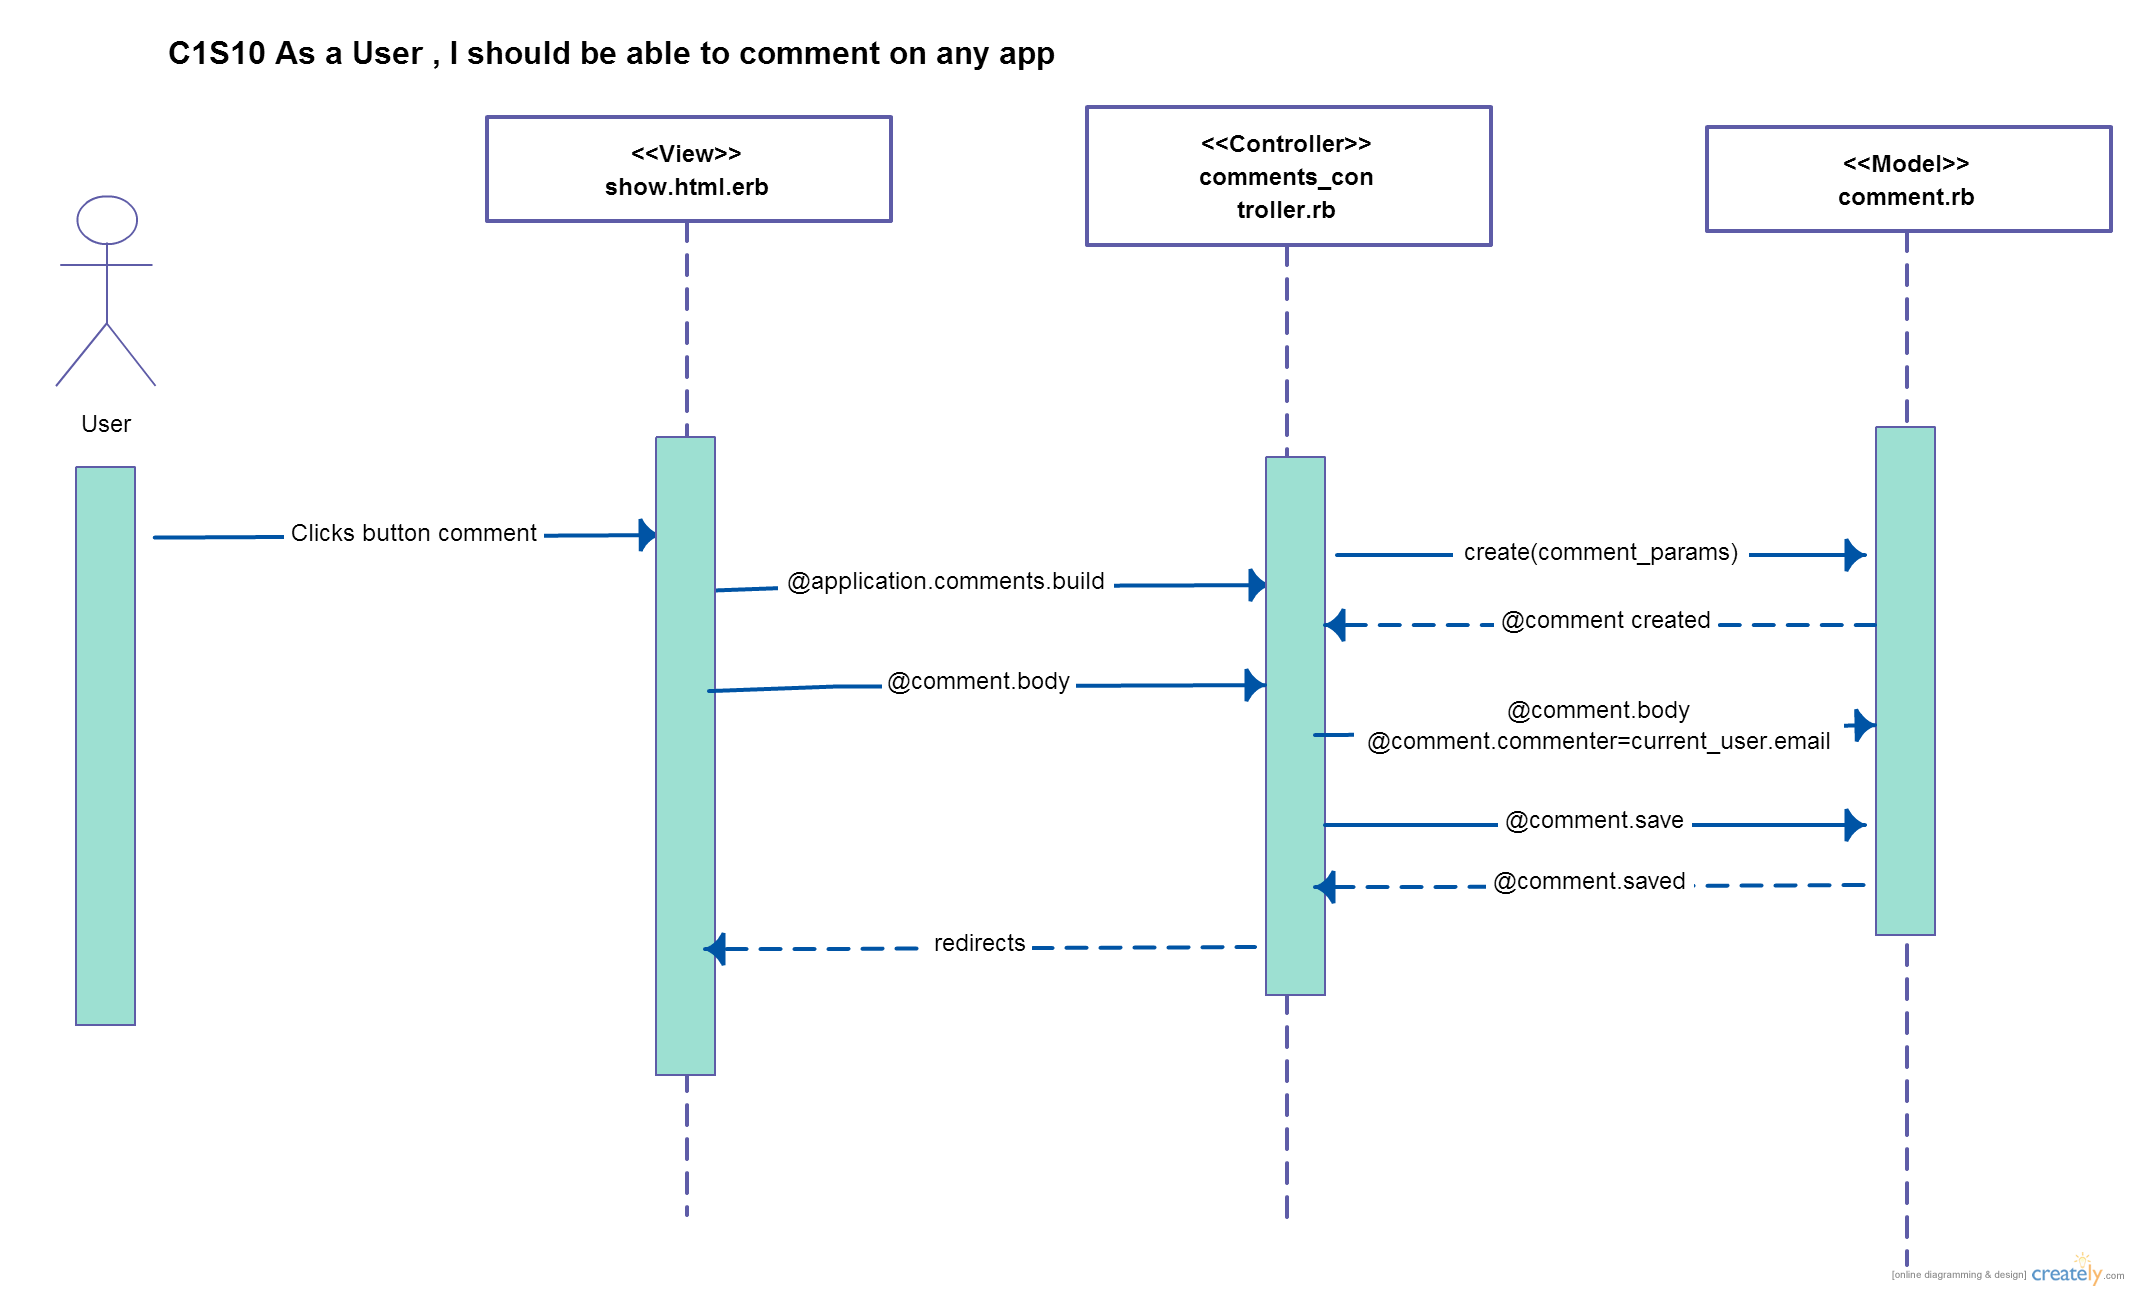 C1S10 As a User , I should be able to comment on any app
<<View>>
show.html.erb
<<Controller>>
comments_con
troller.rb
<<Model>>
comment.rb
User
Clicks button comment
create(comment_params)
@application.comments.build
@comment created
@comment.body
@comment.body
@comment.commenter=current_user.email
@comment.save
@comment.saved
redirects
[online diagramming & design] creately.com